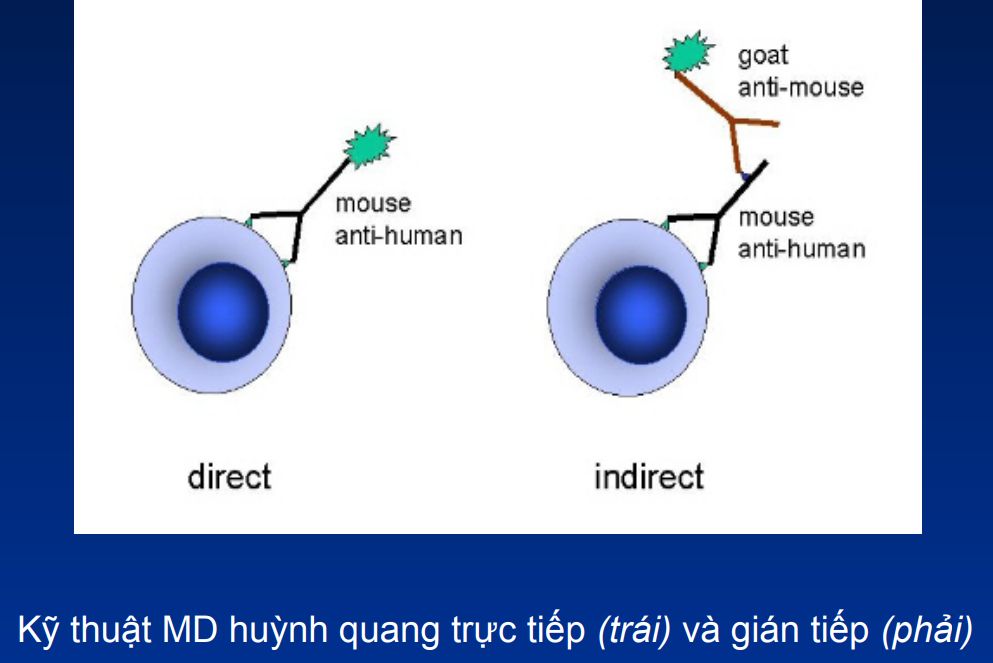 goat
anti-mouse
mouse
anti-human
mouse
anti-human
direct
indirect
Kỹ thuật MD huỳnh quang trực tiếp (trái) và gián tiếp (phải)